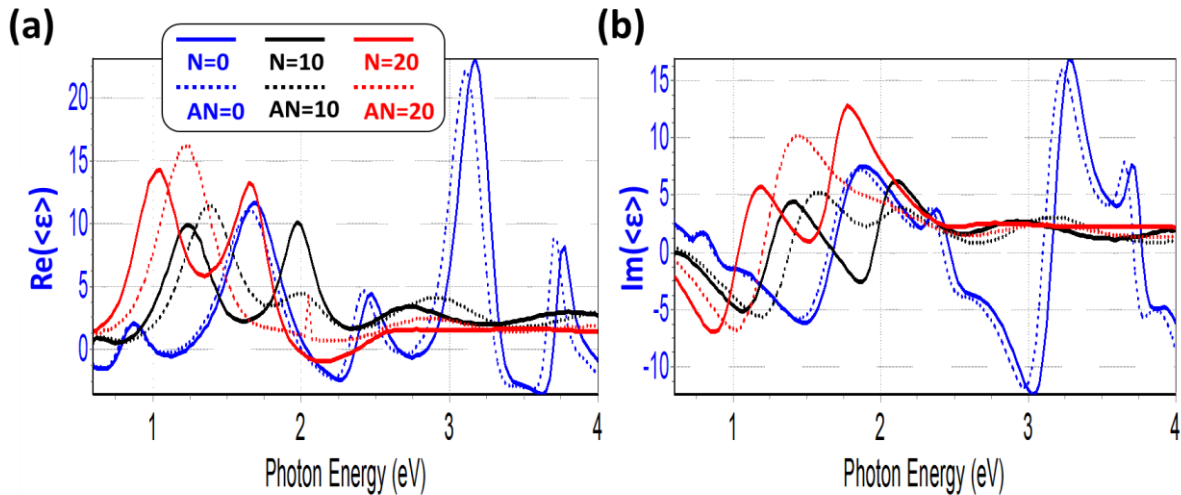 (a)
(b)
N=0 N=10 N=20
AN=0 AN=10 AN=20
Re(<ε>)
20
15
10
5
0
1 2 3 4
Photon Energy (eV)
Im(<ε>)
15
10
5
0
-5
-10
1 2 3 4
Photon Energy (eV)